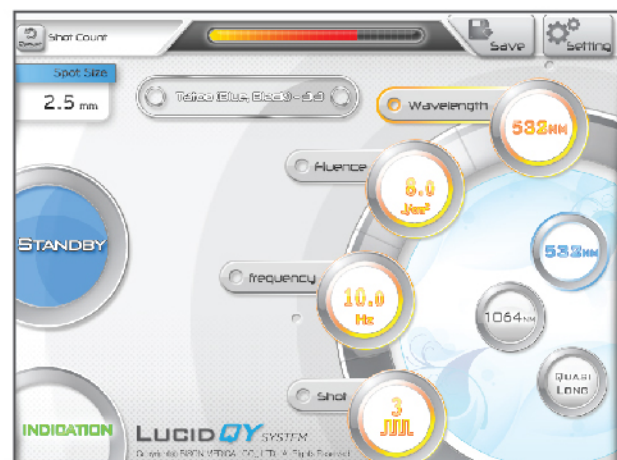 Shot Count
Save
Setting
Spot Size
2.5 mm
Wavelength
532NM
Fluence
6.0
J/cm²
STANDBY
532NM
frequency
10.0
Hz
1064NM
QUASI
LONG
Shot
3
INDICATION
LUCID QY SYSTEM